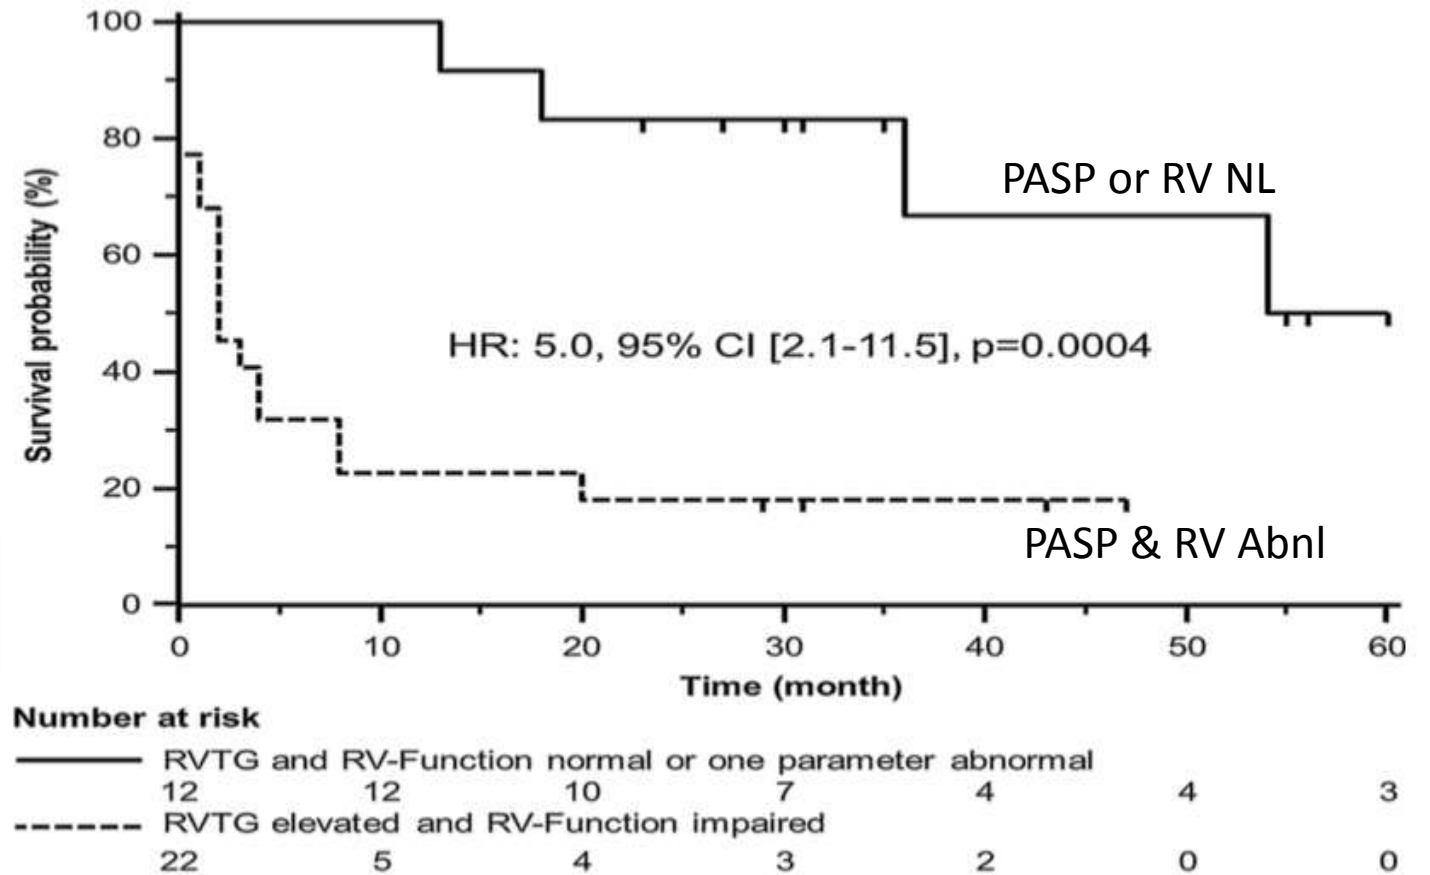 100
80
60
40
20
0
Survival probability (%)
PASP or RV NL
HR: 5.0, 95% CI [2.1-11.5], p=0.0004
PASP & RV Abnl
0 10 20 30 40 50 60
Time (month)
Number at risk
RVTG and RV-Function normal or one parameter abnormal
12 12 10 7 4 4 3
RVTG elevated and RV-Function impaired
22 5 4 3 2 0 0